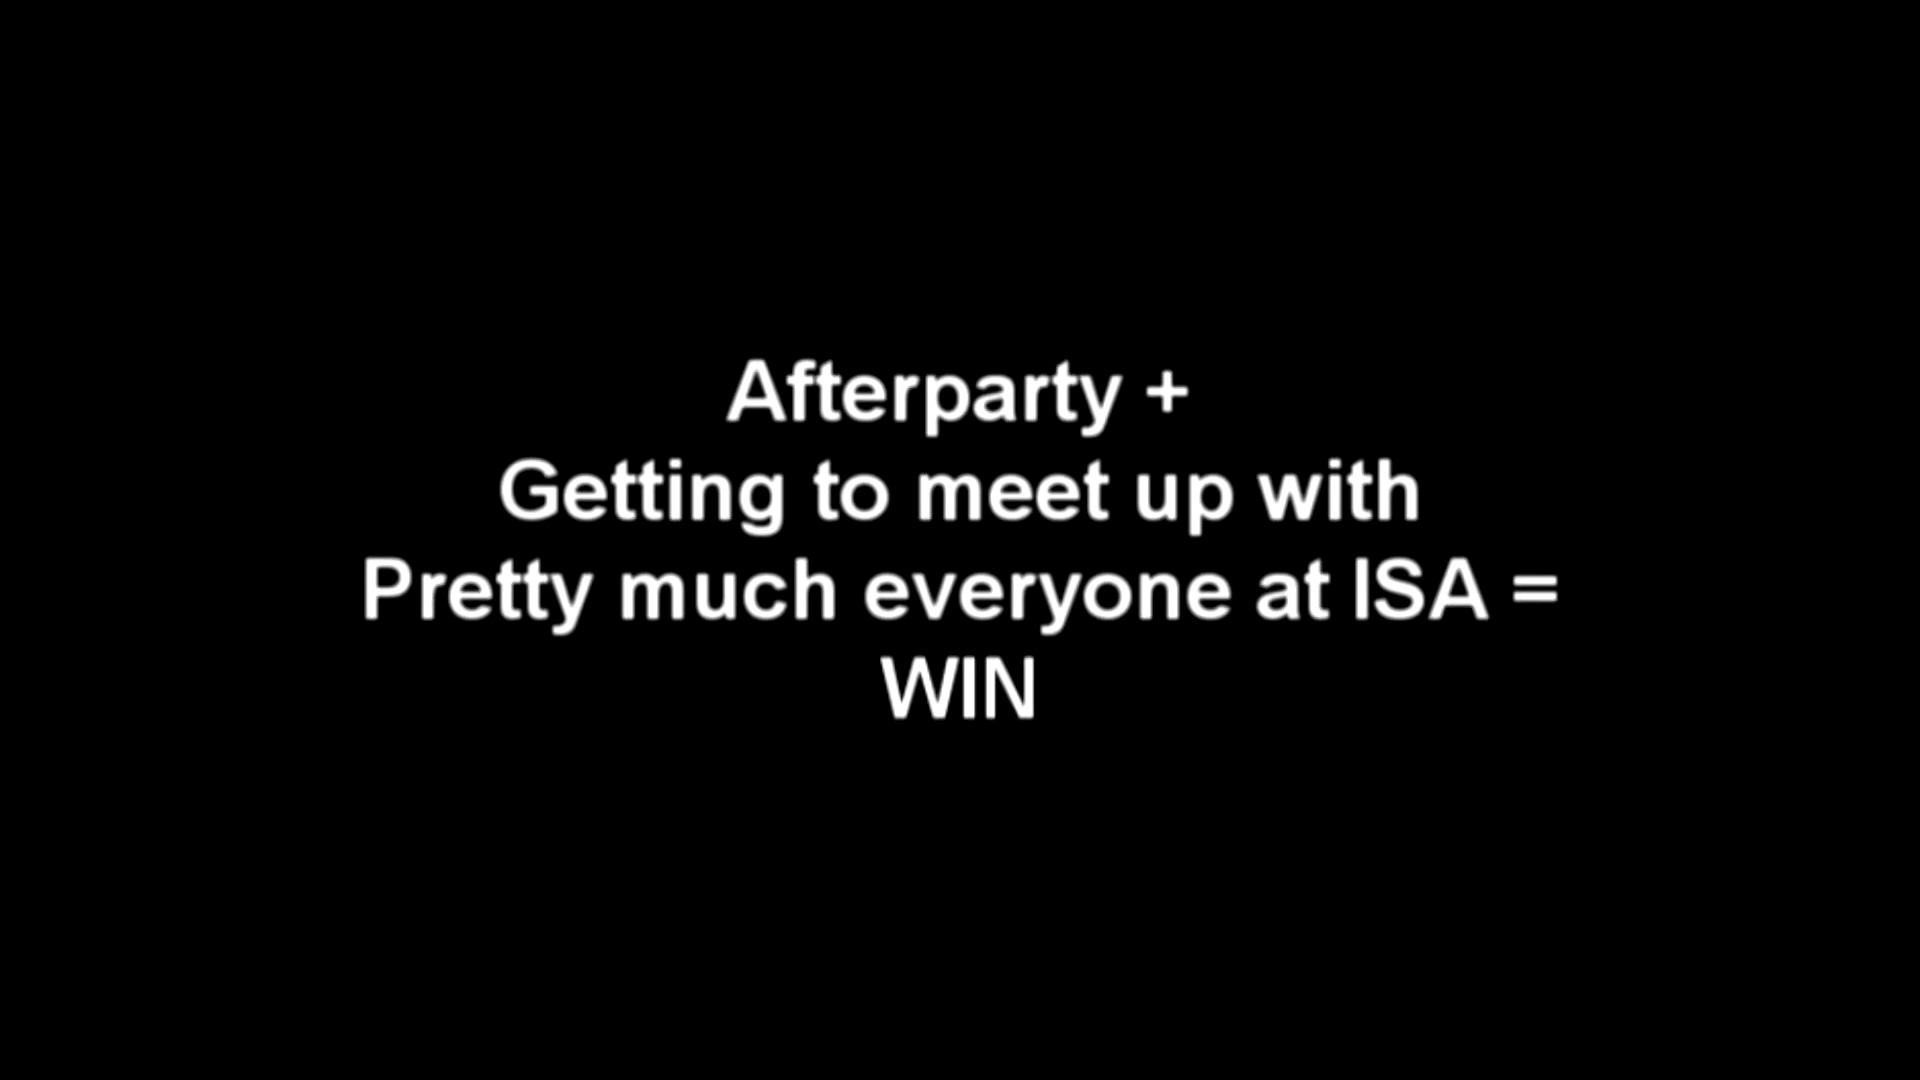 Afterparty +
Getting to meet up with
Pretty much everyone at ISA =
WIN